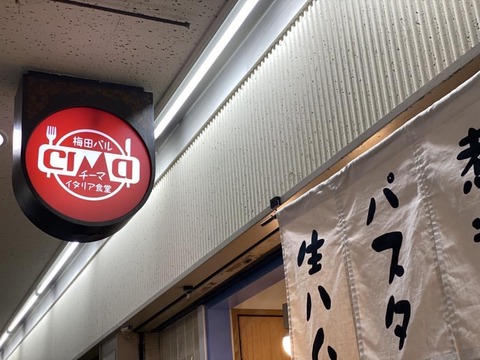 梅田バル
CIMA
チーマ
イタリア食堂
煮
パスタ
生ハム